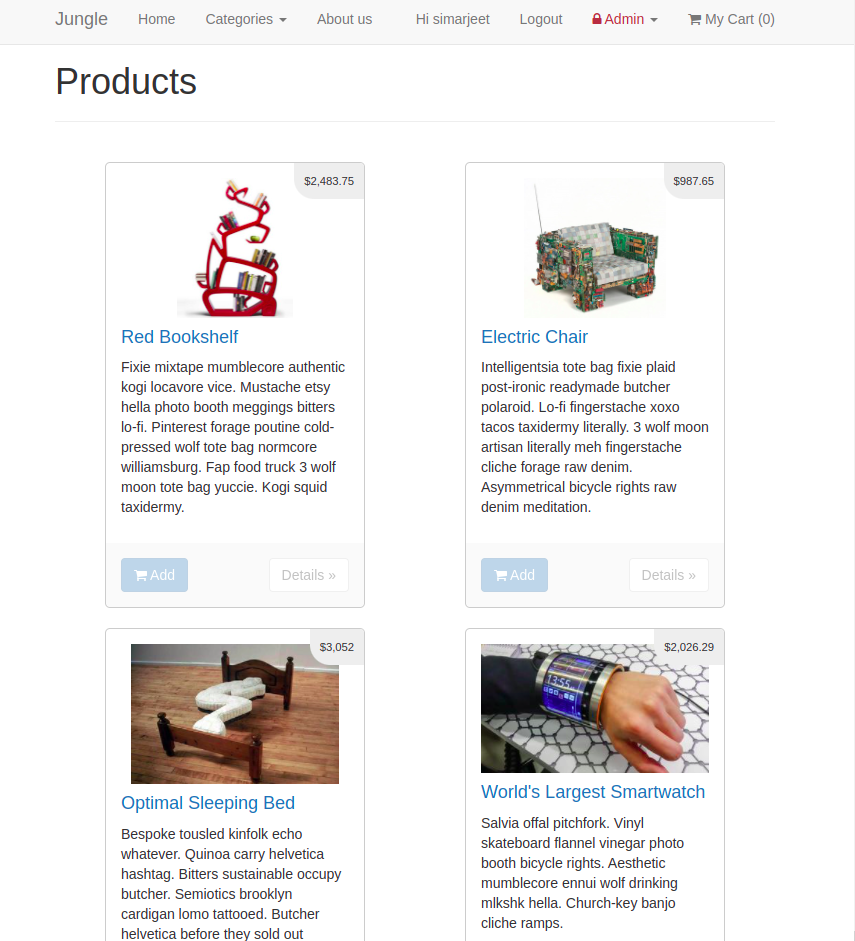 Jungle Home Categories About us Hi simarjeet Logout Admin My Cart (0)
Products
$2,483.75
Red Bookshelf
Fixie mixtape mumblecore authentic
kogi locavore vice. Mustache etsy
hella photo booth meggings bitters
lo-fi. Pinterest forage poutine cold-
pressed wolf tote bag normcore
williamsburg. Fap food truck 3 wolf
moon tote bag yuccie. Kogi squid
taxidermy.
Add Details »
$987.65
Electric Chair
Intelligentsia tote bag fixie plaid
post-ironic readymade butcher
polaroid. Lo-fi fingerstache xoxo
tacos taxidermy literally. 3 wolf moon
artisan literally meh fingerstache
cliche forage raw denim.
Asymmetrical bicycle rights raw
denim meditation.
Add Details »
$3,052
Optimal Sleeping Bed
Bespoke tousled kinfolk echo
whatever. Quinoa carry helvetica
hashtag. Bitters sustainable occupy
butcher. Semiotics brooklyn
cardigan lomo tattooed. Butcher
helvetica before they sold out
$2,026.29
13:55
World's Largest Smartwatch
Salvia offal pitchfork. Vinyl
skateboard flannel vinegar photo
booth bicycle rights. Aesthetic
mumblecore ennui wolf drinking
mlkshk hella. Church-key banjo
cliche ramps.